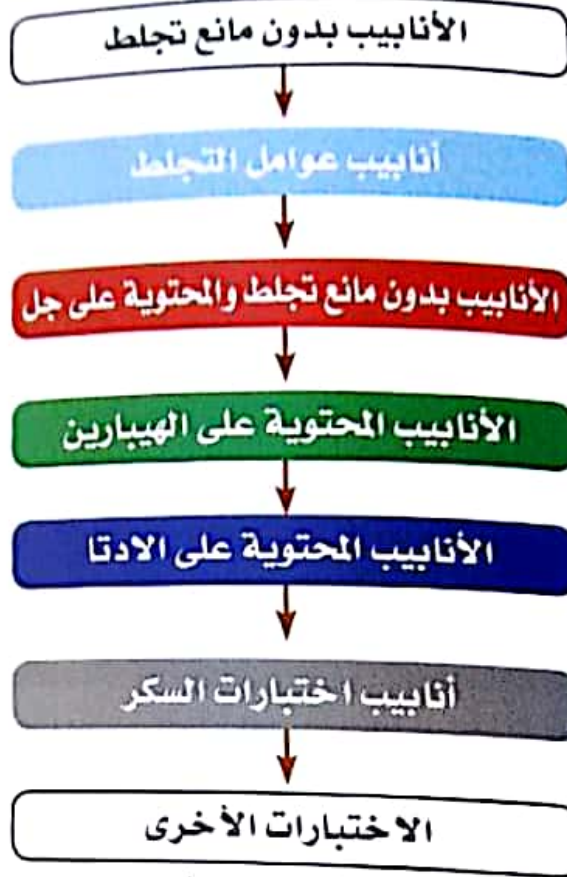 الأنابيب بدون مانع تجلط
أنابيب عوامل التجلط
الأنابيب بدون مانع تجلط والمحتوية على جل
الأنابيب المحتوية على الهيبارين
الأنابيب المحتوية على الادتا
أنابيب اختبارات السكر
الاختبارات الأخرى